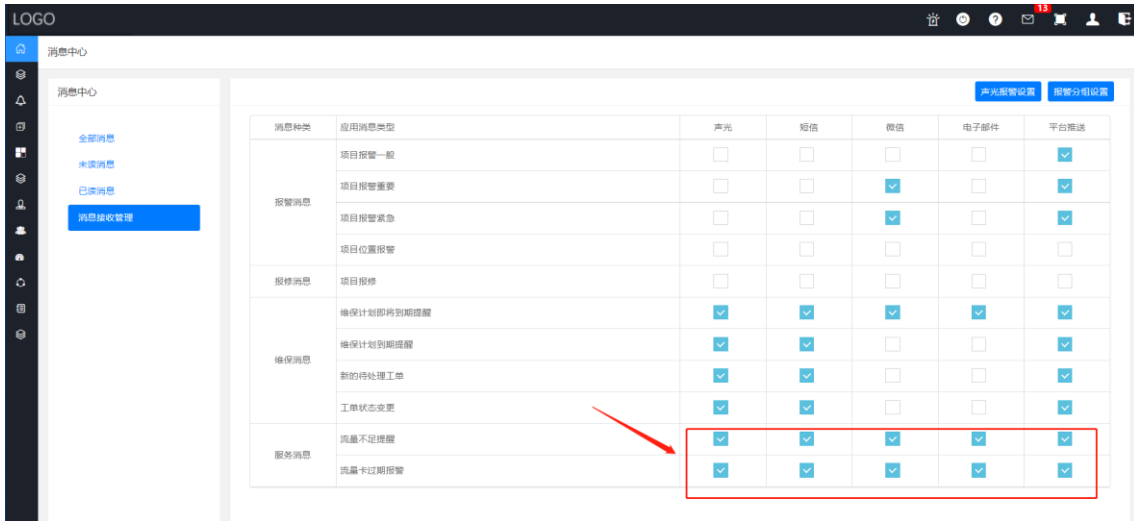 LOGO
13
消息中心
消息中心
声光报警设置 报警分组设置
全部消息
未读消息
已读消息
消息接收管理
消息种类 应用消息类型 声光 短信 微信 电子邮件 平台推送
报警消息
项目报警一般
项目报警重要
项目报警紧急
项目位置报警
报修消息 项目报修
维保消息
维保计划即将到期提醒
维保计划到期提醒
新的待处理工单
工单状态变更
服务消息
流量不足提醒
流量卡过期报警